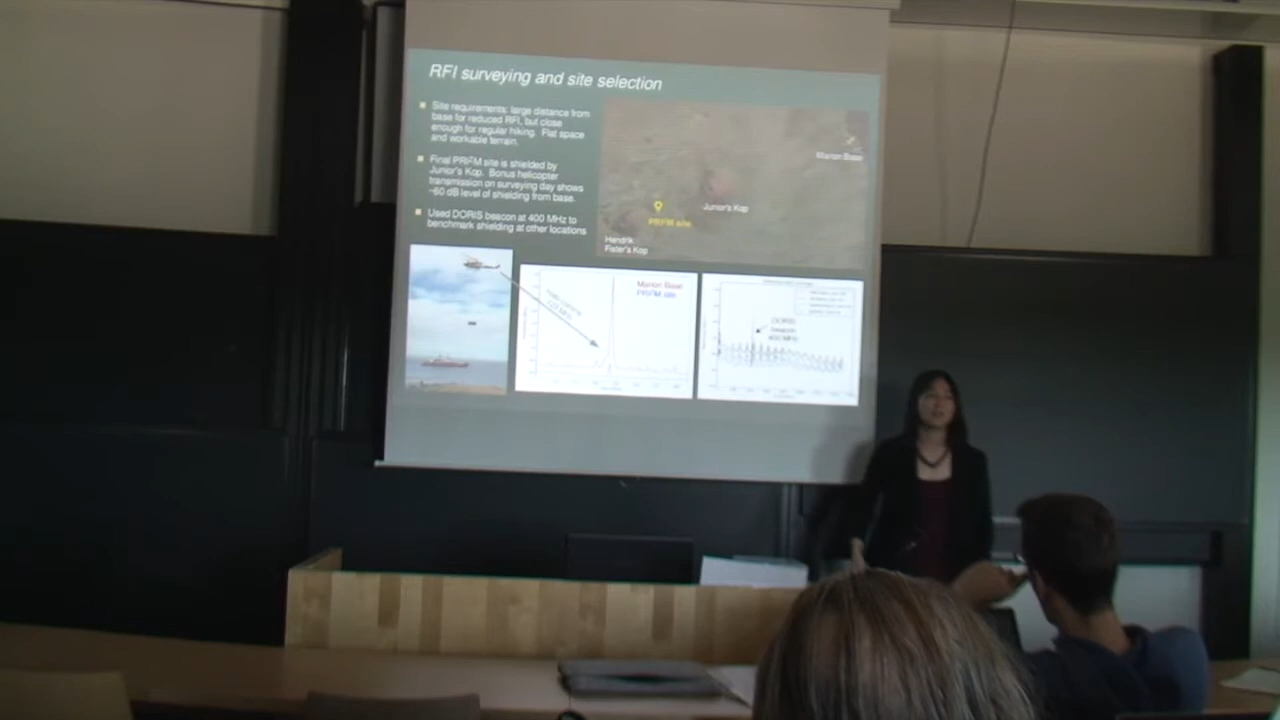 RFI surveying and site selection
Site requirements: large distance from
base for reduced RFI, but close
enough for regular hiking. Flat space
and workable terrain.
Final PRIZM site is shielded by
Junior's Kop. Bonus helicopter
transmission on surveying day shows
~60 dB level of shielding from base.
Used DORIS beacon at 400 MHz to
benchmark shielding at other locations
Marion Base
Junior's Kop
PRIZM site
Hendrik
Fister's Kop
Marion Base
PRIZM site
DORIS
beacon
400 MHz